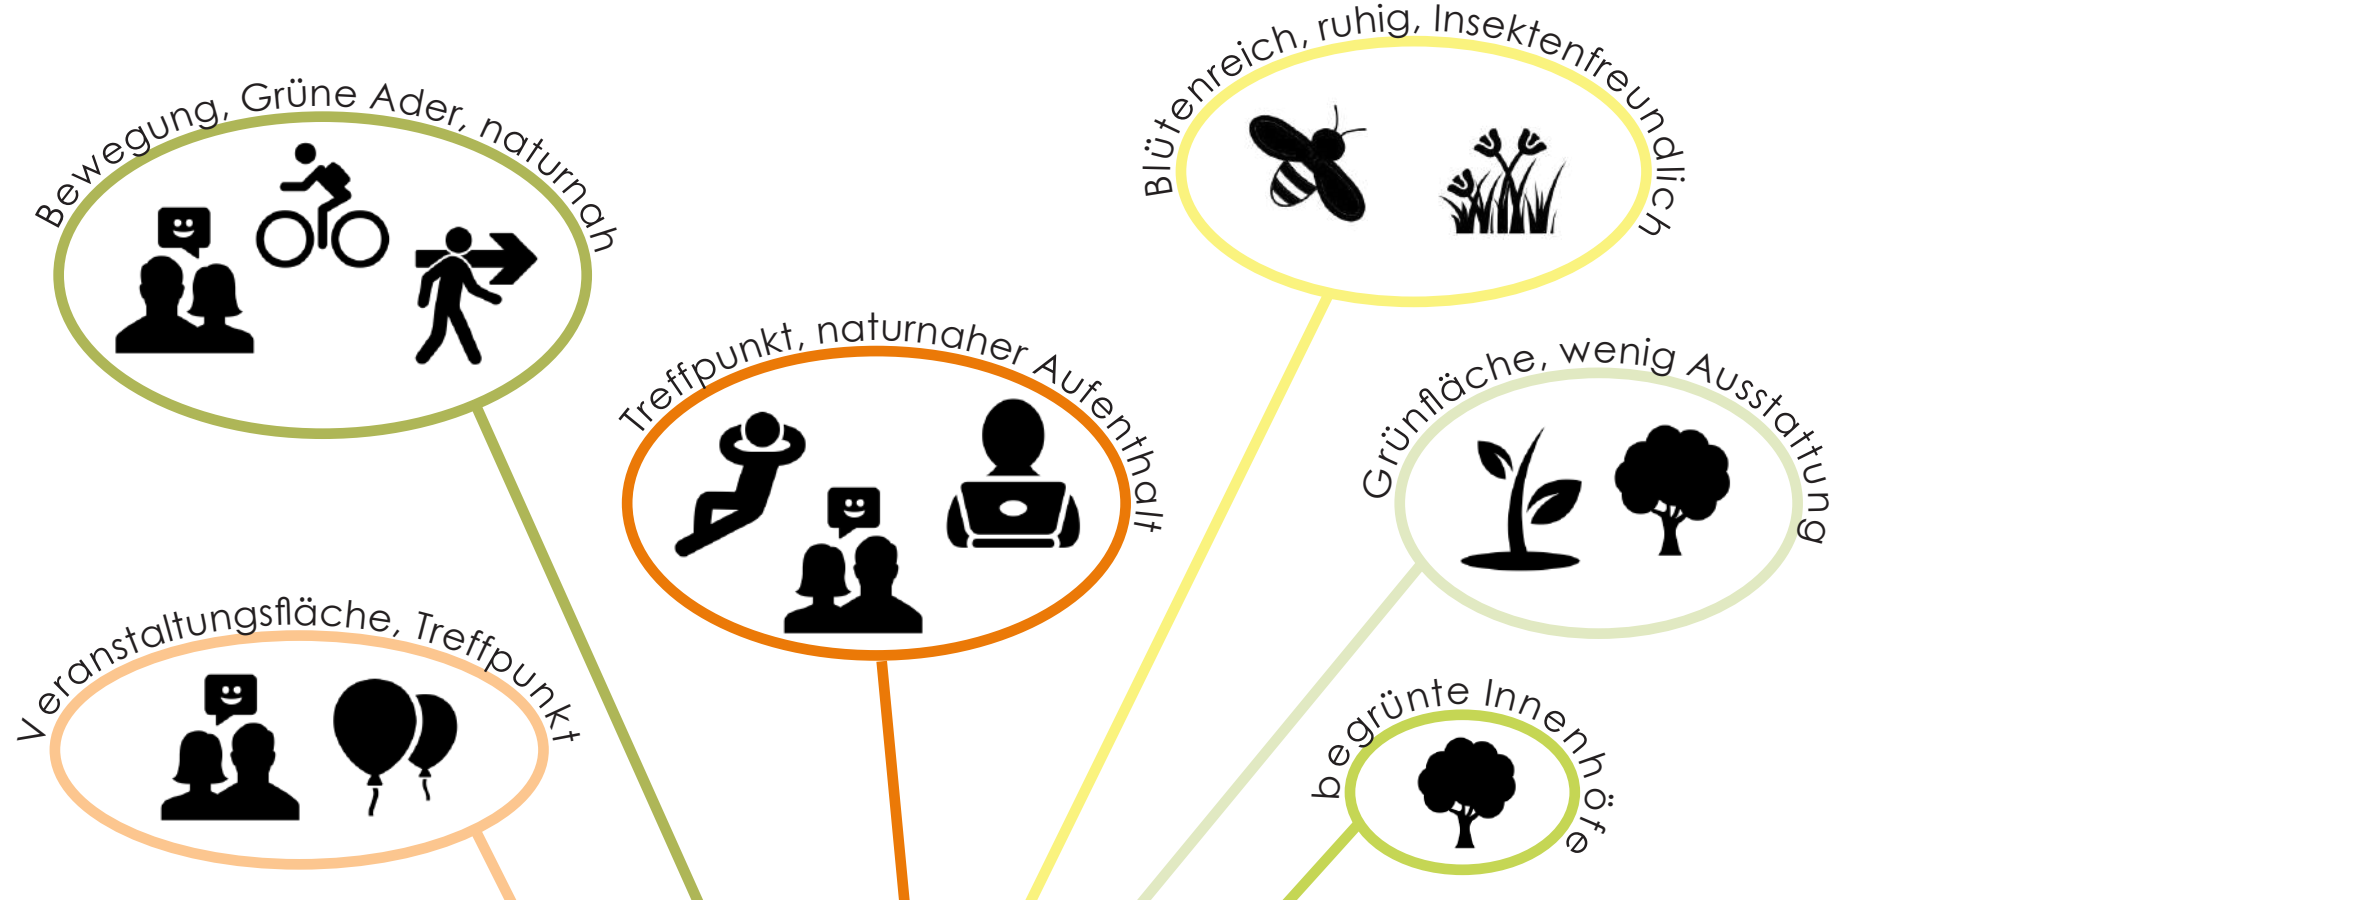 Blütenreich, ruhig, Insektenfreundlich
Bewegung, Grüne Ader, naturnah
Treffpunkt, naturnaher Aufenthalt
Grünfläche, wenig Ausstattung
Veranstaltungsfläche, Treffpunkt
begrünte Innenhöfe